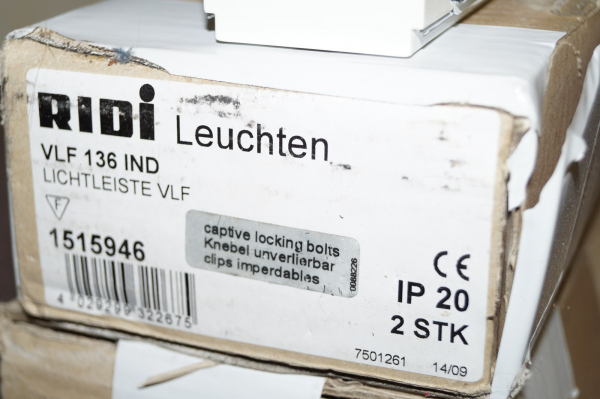 RIDI Leuchten
VLF 136 IND
LICHTLEISTE VLF
F
1515946
captive locking bolts
Knebel unverlierbar
clips imperdables
0088226
4 029299 322675
CE
IP 20
2 STK
7501261 14/09